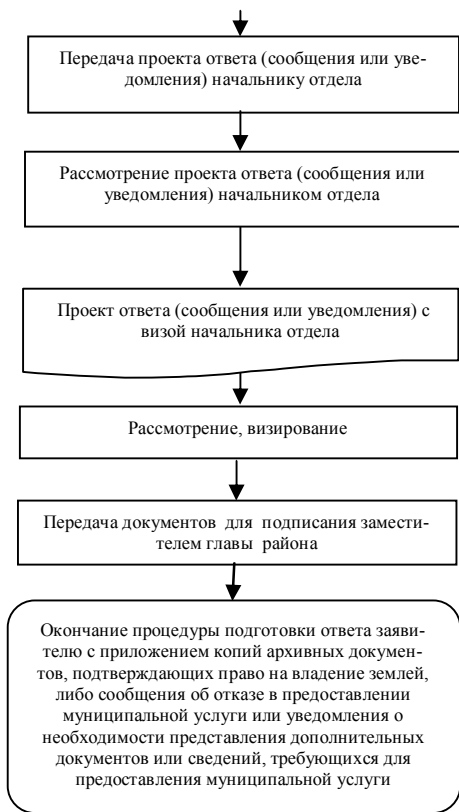 Передача проекта ответа (сообщения или уве-
домления) начальнику отдела
Рассмотрение проекта ответа (сообщения или
уведомления) начальником отдела
Проект ответа (сообщения или уведомления) с
визой начальника отдела
Рассмотрение, визирование
Передача документов для подписания замести-
телем главы района
Окончание процедуры подготовки ответа заяви-
телю с приложением копий архивных докумен-
тов, подтверждающих право на владение землей,
либо сообщения об отказе в предоставлении
муниципальной услуги или уведомления о
необходимости представления дополнительных
документов или сведений, требующихся для
предоставления муниципальной услуги